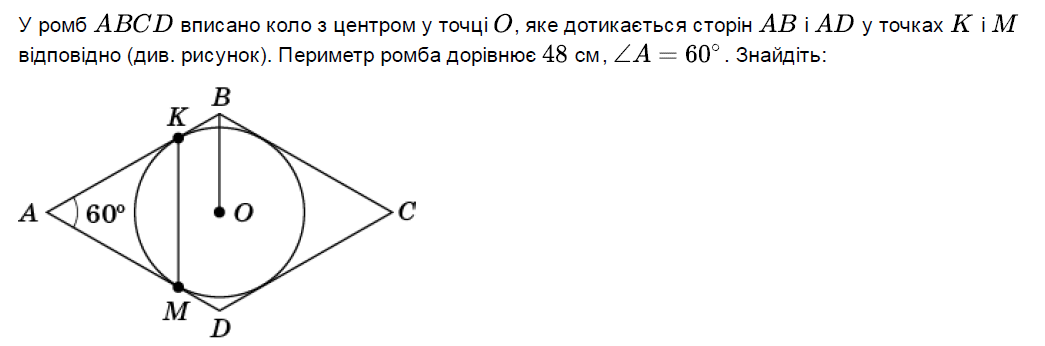 У ромб ABCD вписано коло з центром у точці O, яке дотикається сторін AB і AD у точках K і M
відповідно (див. рисунок). Периметр ромба дорівнює 48 см, ∠A = 60°. Знайдіть:
B
K
A
60º
O
C
M
D